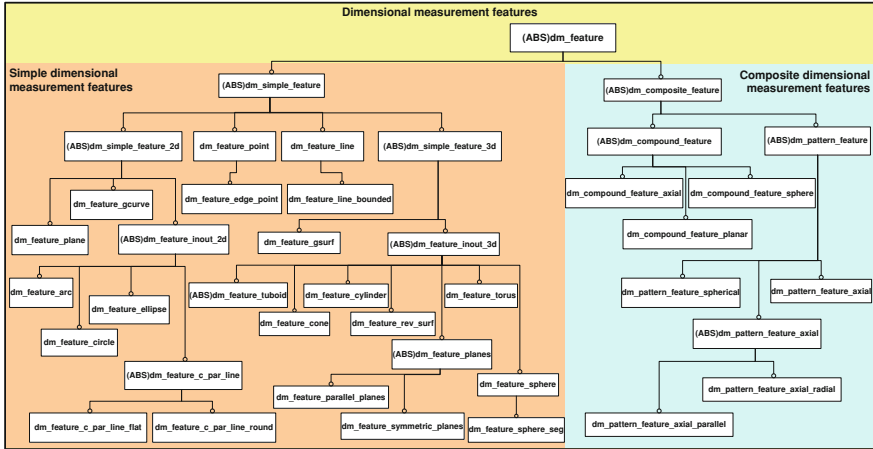 Dimensional measurement features
(ABS)dm_feature
Simple dimensional
measurement features
Composite dimensional
measurement features
(ABS)dm_simple_feature
(ABS)dm_composite_feature
(ABS)dm_simple_feature_2d
dm_feature_point
dm_feature_line
(ABS)dm_simple_feature_3d
(ABS)dm_compound_feature
(ABS)dm_pattern_feature
dm_feature_gcurve
dm_feature_edge_point
dm_feature_line_bounded
dm_compound_feature_axial
dm_compound_feature_sphere
dm_feature_plane
(ABS)dm_feature_inout_2d
dm_feature_gsurf
(ABS)dm_feature_inout_3d
dm_compound_feature_planar
dm_feature_arc
dm_feature_ellipse
(ABS)dm_feature_tuboid
dm_feature_cylinder
dm_feature_torus
dm_pattern_feature_spherical
dm_pattern_feature_axial
dm_feature_circle
dm_feature_cone
dm_feature_rev_surf
(ABS)dm_pattern_feature_axial
(ABS)dm_feature_c_par_line
(ABS)dm_feature_planes
dm_feature_parallel_planes
dm_feature_sphere
dm_pattern_feature_axial_radial
dm_feature_c_par_line_flat
dm_feature_c_par_line_round
dm_feature_symmetric_planes
dm_feature_sphere_seg
dm_pattern_feature_axial_parallel